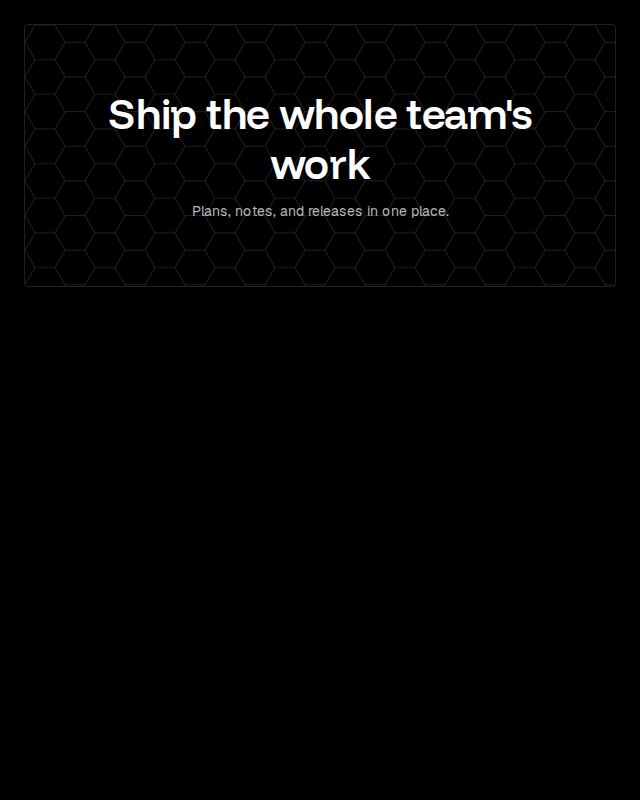 Ship the whole team's
work
Plans, notes, and releases in one place.